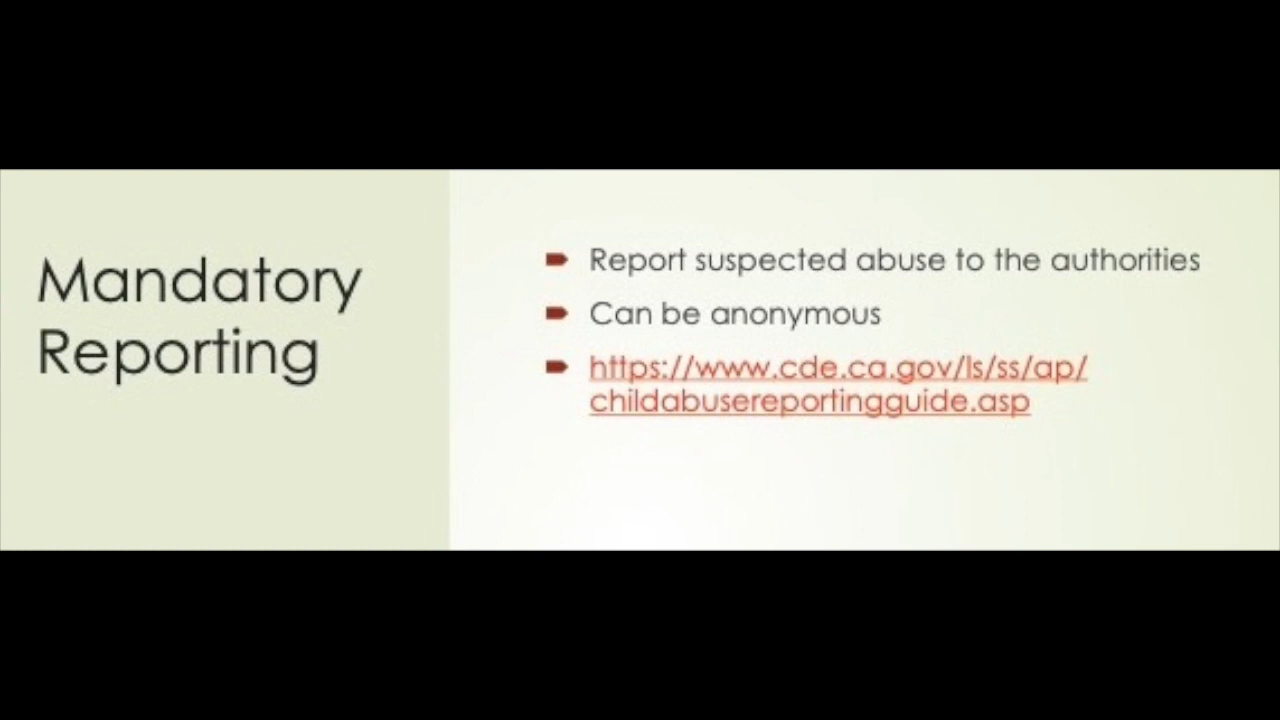 Mandatory
Reporting
Report suspected abuse to the authorities
Can be anonymous
https://www.cde.ca.gov/ls/ss/ap/
childabusereportingguide.asp